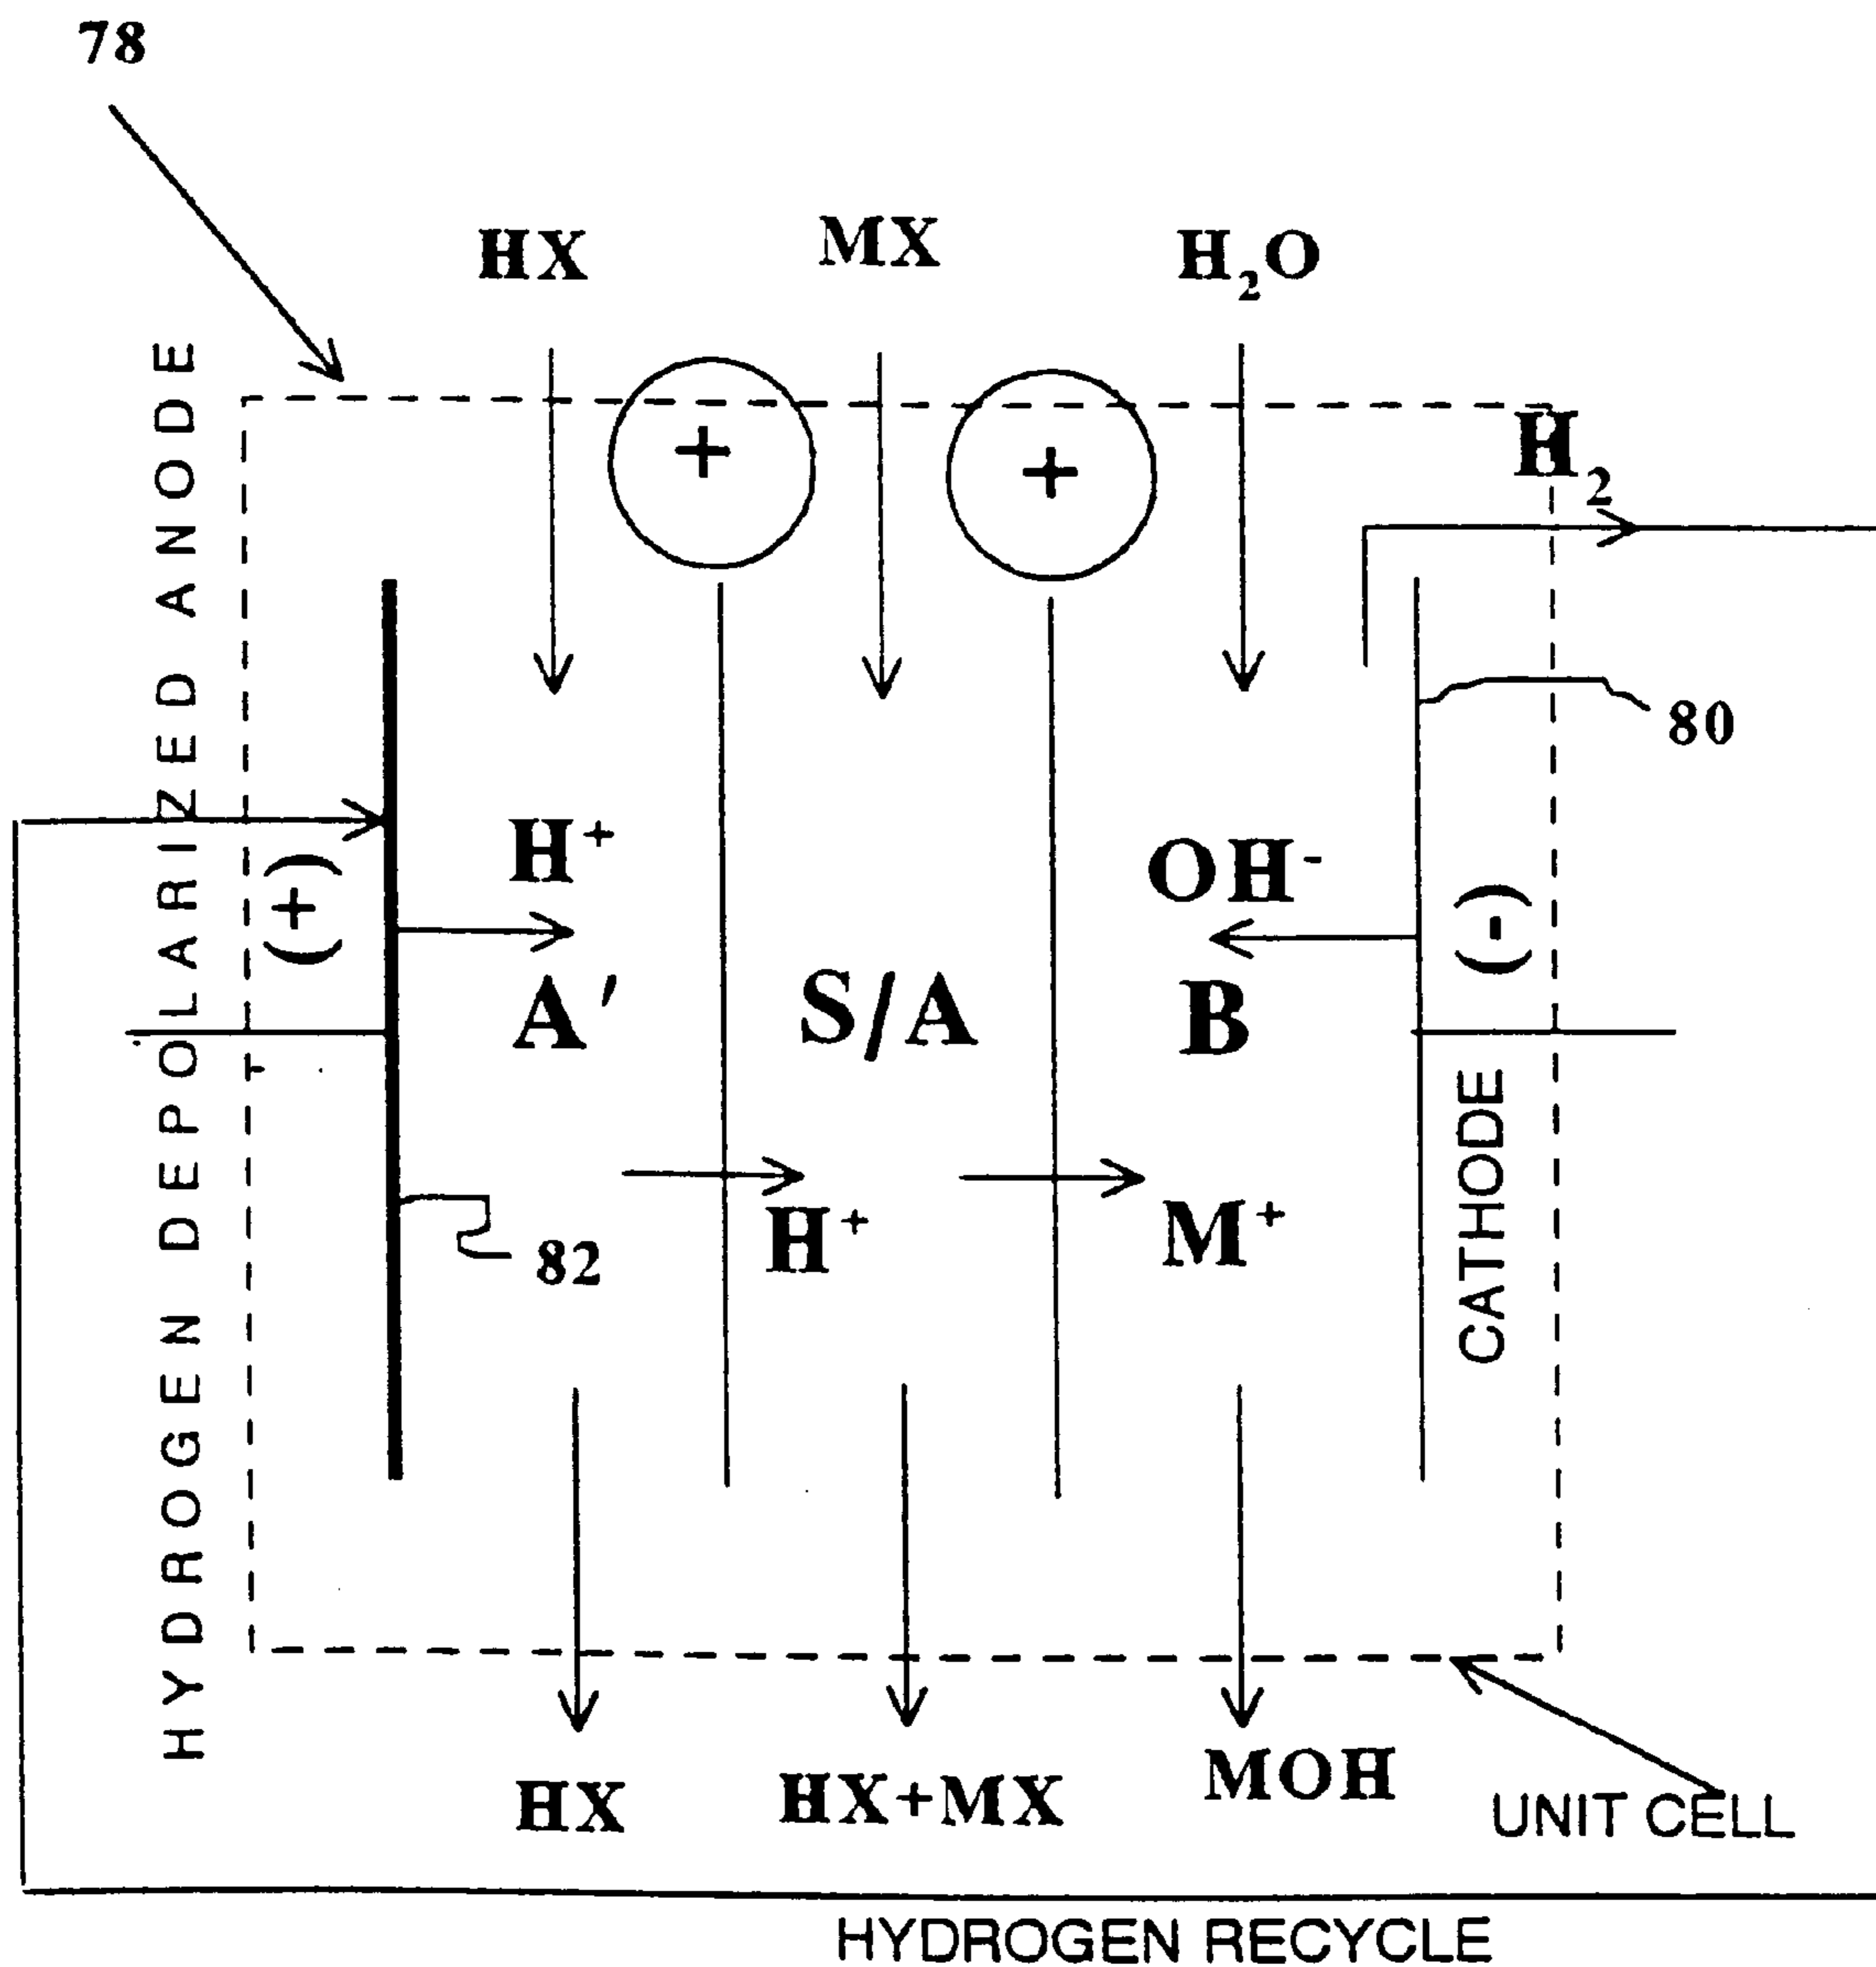 78
HX
MX
H₂O
+
+
H₂
80
HYDROGEN DEPOLARIZED ANODE
(+)
H⁺
OH⁻
(-)
A′
S/A
B
CATHODE
H⁺
M⁺
82
HX
HX+MX
MOH
UNIT CELL
HYDROGEN RECYCLE